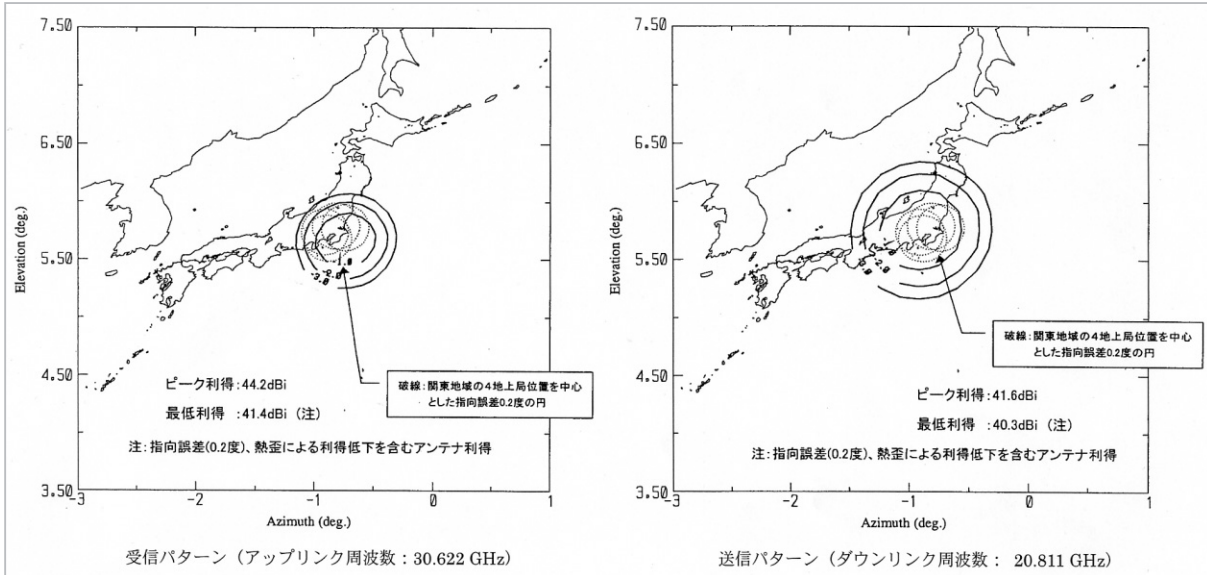 7.50
6.50
5.50
4.50
3.50
Elevation (deg.)
-3
-2
-1
0
1
Azimuth (deg.)
-1.0
-2.0
-3.0
破線:関東地域の4地上局位置を中心
とした指向誤差0.2度の円
ピーク利得:44.2dBi
最低利得 :41.4dBi (注)
注:指向誤差(0.2度)、熱歪による利得低下を含むアンテナ利得
受信パターン(アップリンク周波数:30.622 GHz)
7.50
6.50
5.50
4.50
3.50
Elevation (deg.)
-3
-2
-1
0
1
Azimuth (deg.)
-2.0
破線:関東地域の4地上局位置を中心
とした指向誤差0.2度の円
ピーク利得:41.6dBi
最低利得 :40.3dBi (注)
注:指向誤差(0.2度)、熱歪による利得低下を含むアンテナ利得
送信パターン(ダウンリンク周波数: 20.811 GHz)